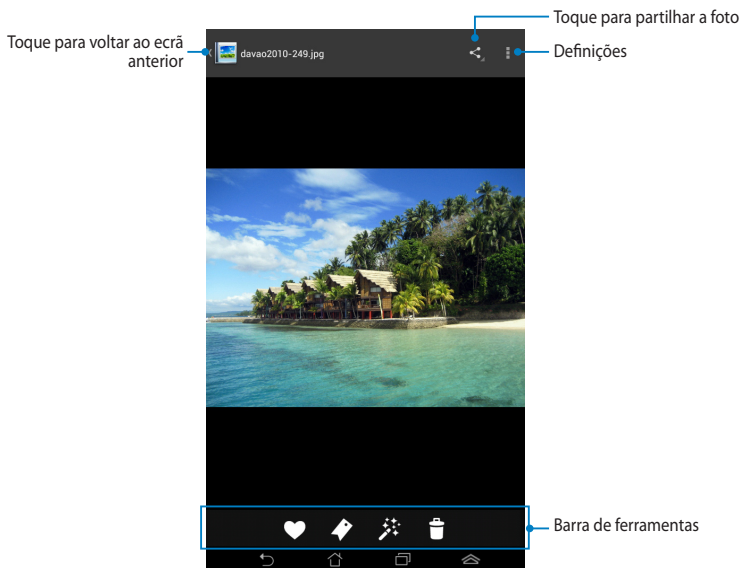 Toque para partilhar a foto
Toque para voltar ao ecrã
anterior
davao2010-249.jpg
Definições
Barra de ferramentas